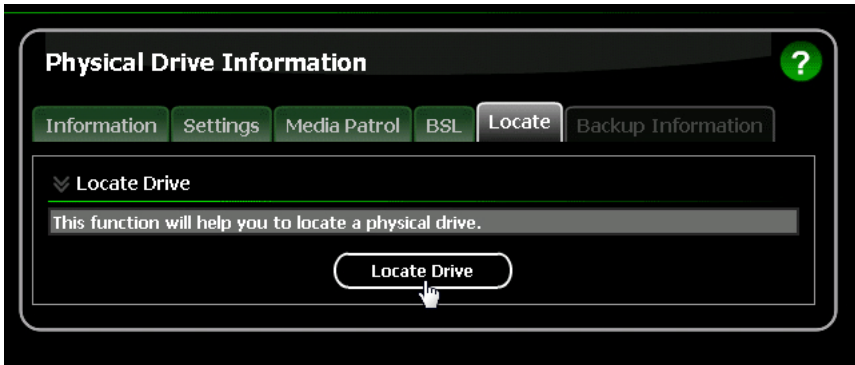 Physical Drive Information
?
Information Settings Media Patrol BSL Locate Backup Information
Locate Drive
This function will help you to locate a physical drive.
Locate Drive